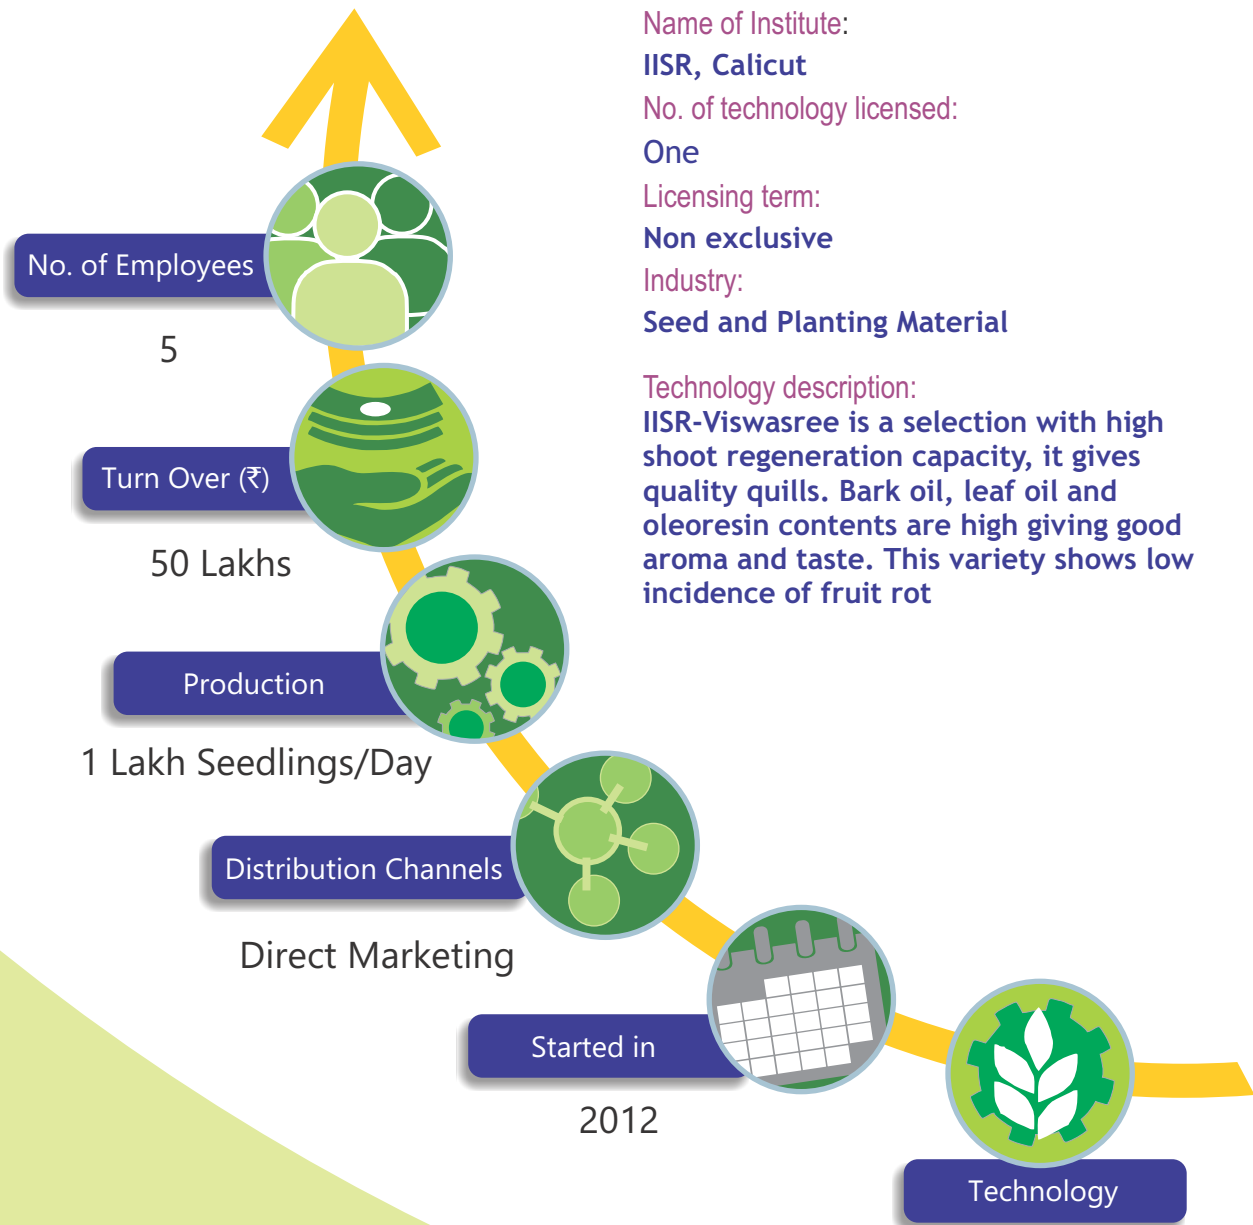 Name of Institute:
IISR, Calicut
No. of technology licensed:
One
Licensing term:
Non exclusive
Industry:
Seed and Planting Material
Technology description:
IISR-Viswasree is a selection with high
shoot regeneration capacity, it gives
quality quills. Bark oil, leaf oil and
oleoresin contents are high giving good
aroma and taste. This variety shows low
incidence of fruit rot
No. of Employees
5
Turn Over (₹)
50 Lakhs
Production
1 Lakh Seedlings/Day
Distribution Channels
Direct Marketing
Started in
2012
Technology